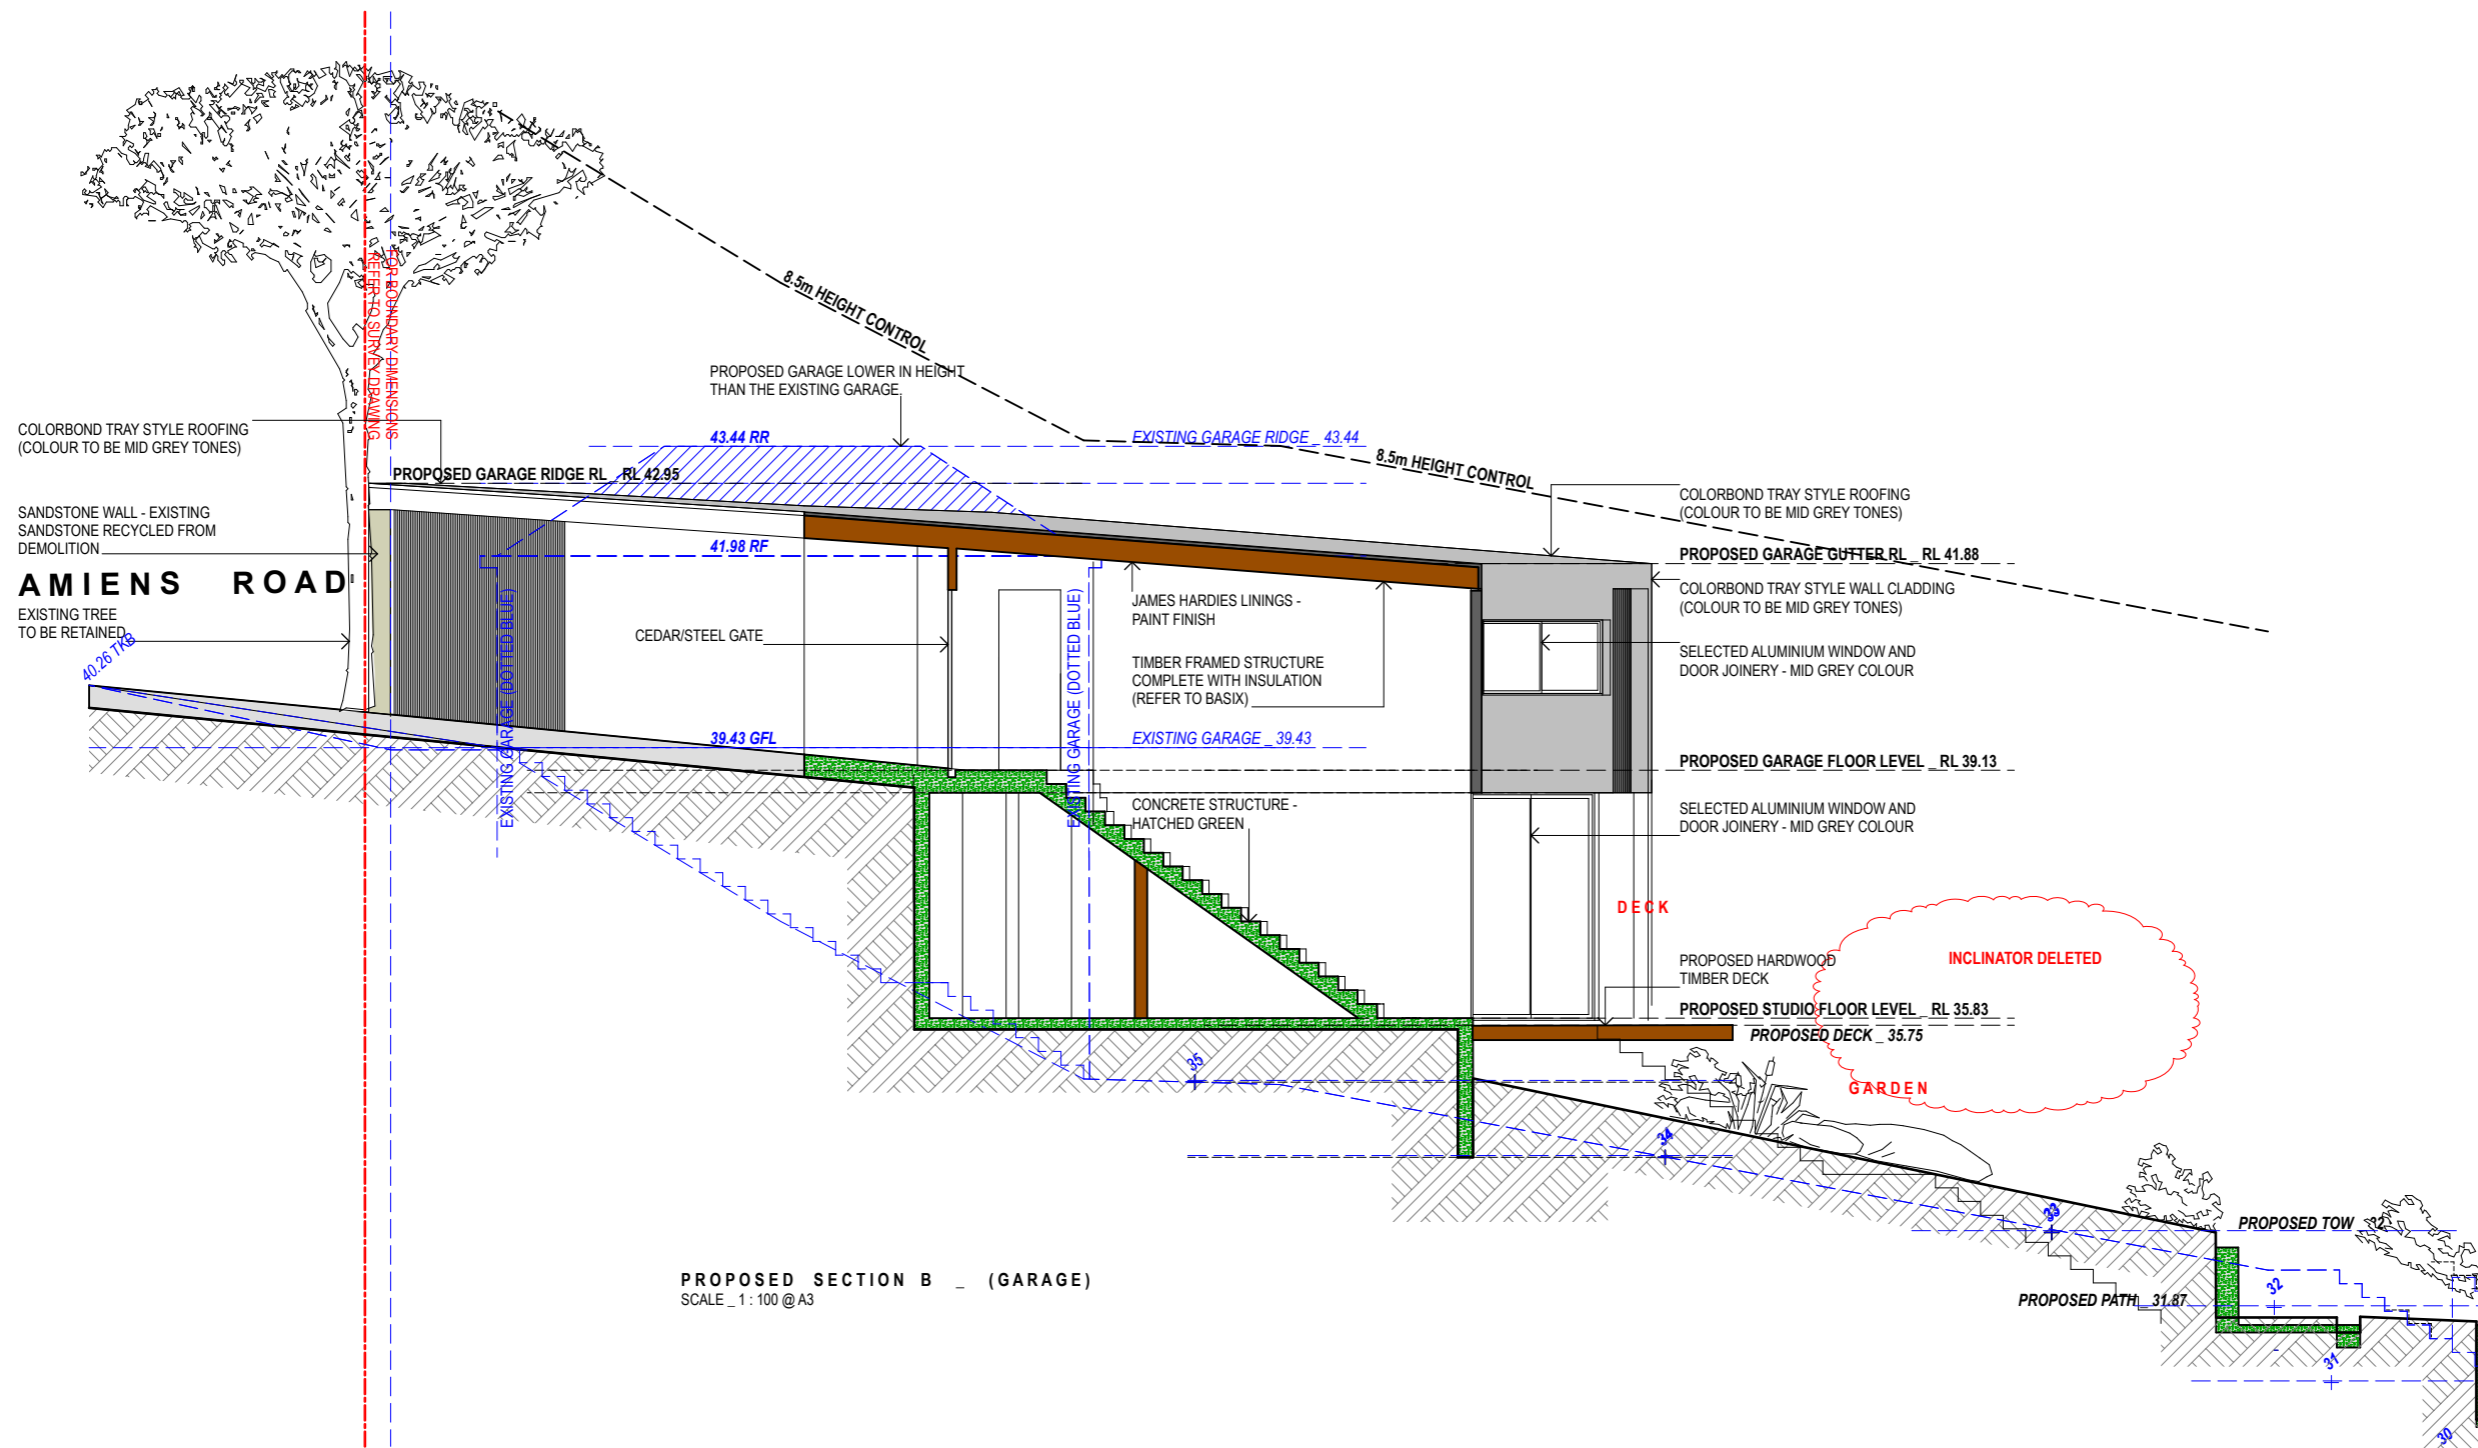 8.5m HEIGHT CONTROL
REFER TO SURVEY DRAWING
FOR BOUNDARY DIMENSIONS
PROPOSED GARAGE LOWER IN HEIGHT
THAN THE EXISTING GARAGE.
COLORBOND TRAY STYLE ROOFING
(COLOUR TO BE MID GREY TONES)
43.44 RR
EXISTING GARAGE RIDGE _ 43.44
8.5m HEIGHT CONTROL
PROPOSED GARAGE RIDGE RL _ RL 42.95
COLORBOND TRAY STYLE ROOFING
(COLOUR TO BE MID GREY TONES)
SANDSTONE WALL - EXISTING
SANDSTONE RECYCLED FROM
DEMOLITION
41.98 RF
PROPOSED GARAGE GUTTER RL _ RL 41.88
AMIENS ROAD
COLORBOND TRAY STYLE WALL CLADDING
(COLOUR TO BE MID GREY TONES)
EXISTING TREE
TO BE RETAINED
JAMES HARDIES LININGS -
PAINT FINISH
CEDAR/STEEL GATE
40.26 TKB
TIMBER FRAMED STRUCTURE
COMPLETE WITH INSULATION
(REFER TO BASIX)
SELECTED ALUMINIUM WINDOW AND
DOOR JOINERY - MID GREY COLOUR
EXISTING GARAGE (DOTTED BLUE)
EXISTING GARAGE (DOTTED BLUE)
39.43 GFL
EXISTING GARAGE _ 39.43
PROPOSED GARAGE FLOOR LEVEL _ RL 39.13
CONCRETE STRUCTURE -
HATCHED GREEN
SELECTED ALUMINIUM WINDOW AND
DOOR JOINERY - MID GREY COLOUR
DECK
INCLINATOR DELETED
PROPOSED HARDWOOD
TIMBER DECK
PROPOSED STUDIO FLOOR LEVEL _ RL 35.83
PROPOSED DECK _ 35.75
35
GARDEN
34
33
PROPOSED TOW
PROPOSED SECTION B _ (GARAGE)
SCALE _ 1 : 100 @ A3
32
PROPOSED PATH _ 31.87
31
30